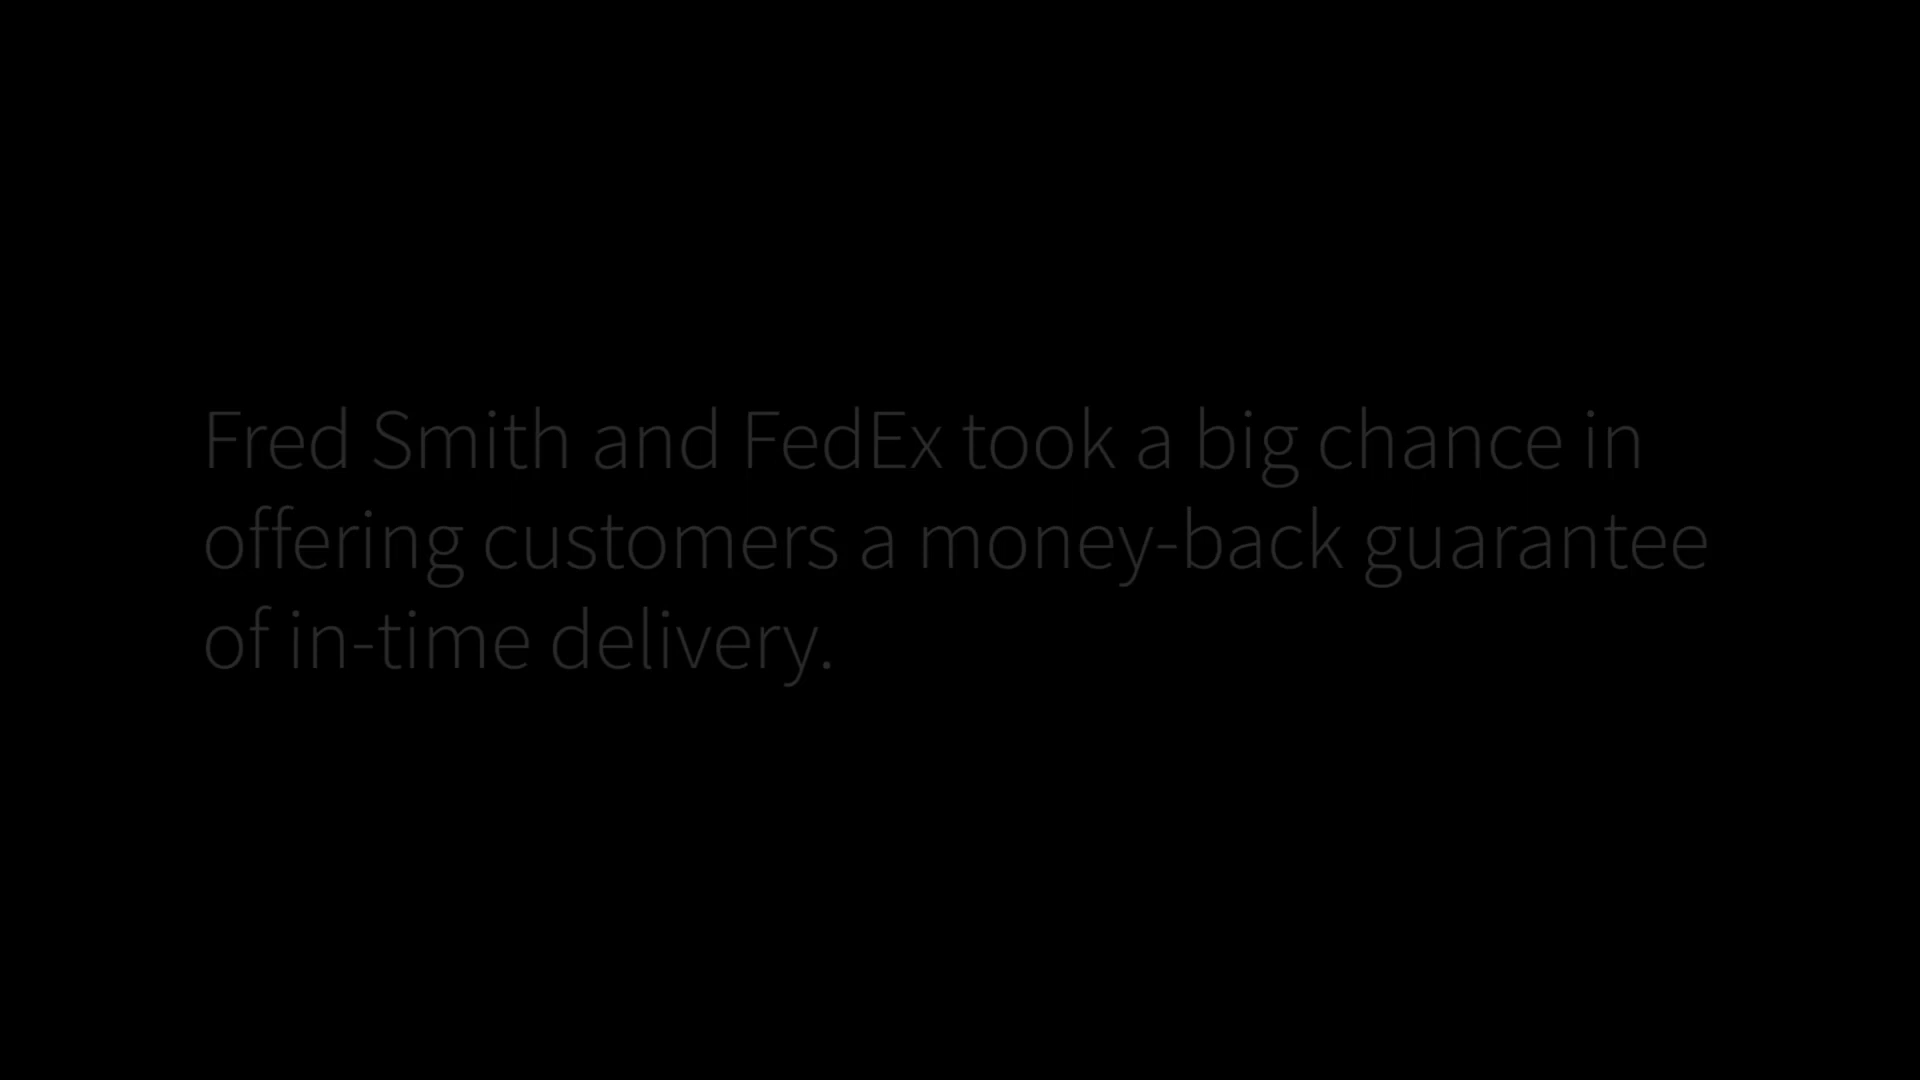 Fred Smith and FedEx took a big chance in
offering customers a money-back guarantee
of in-time delivery.